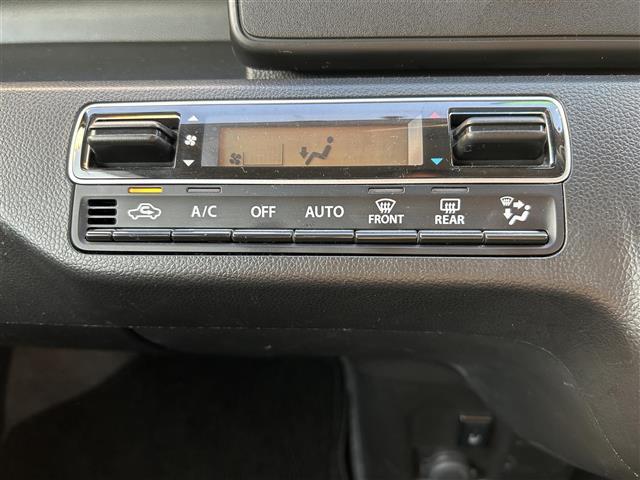 A/C OFF AUTO FRONT REAR